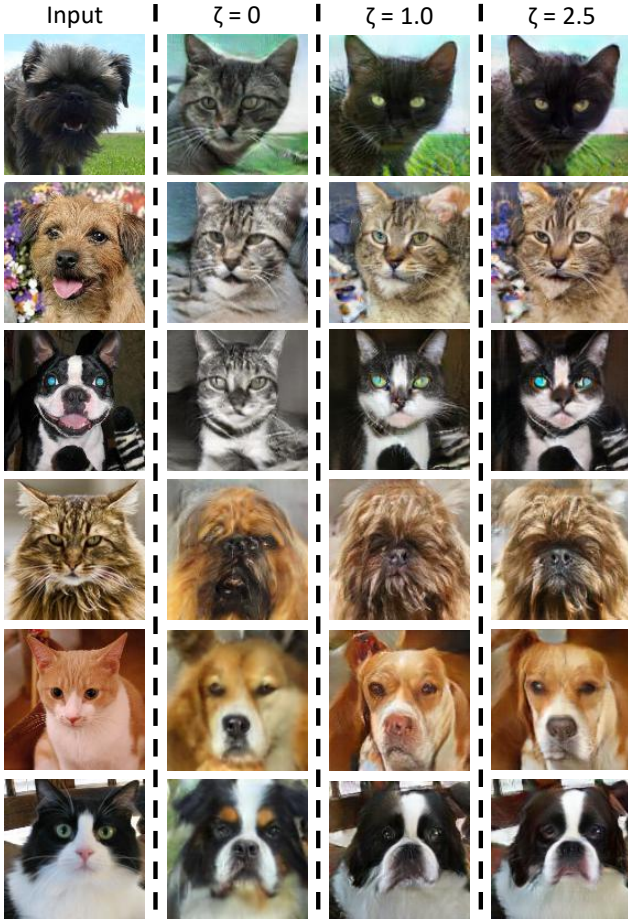 Input ζ = 0 ζ = 1.0 ζ = 2.5